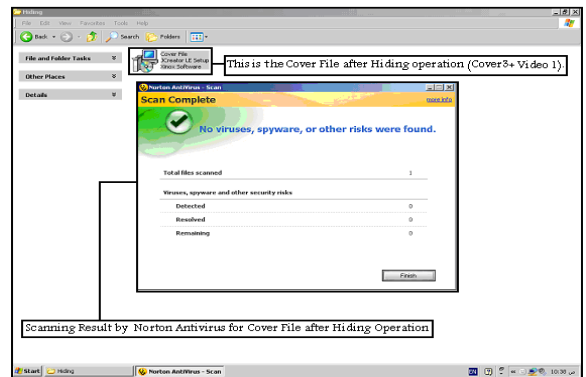 Hiding
File Edit View Favorites Tools Help
Back Search Folders
File and Folder Tasks
Other Places
Details
Cover File
JCreator LE Setup
Xinox Software
This is the Cover File after Hiding operation (Cover3+ Video 1).
Norton AntiVirus - Scan
Scan Complete
more info
No viruses, spyware, or other risks were found.
Total files scanned 1
Viruses, spyware and other security risks
Detected 0
Resolved 0
Remaining 0
Finish
Scanning Result by Norton Antivirus for Cover File after Hiding Operation
Start Hiding Norton AntiVirus - Scan EN 10:38 ص